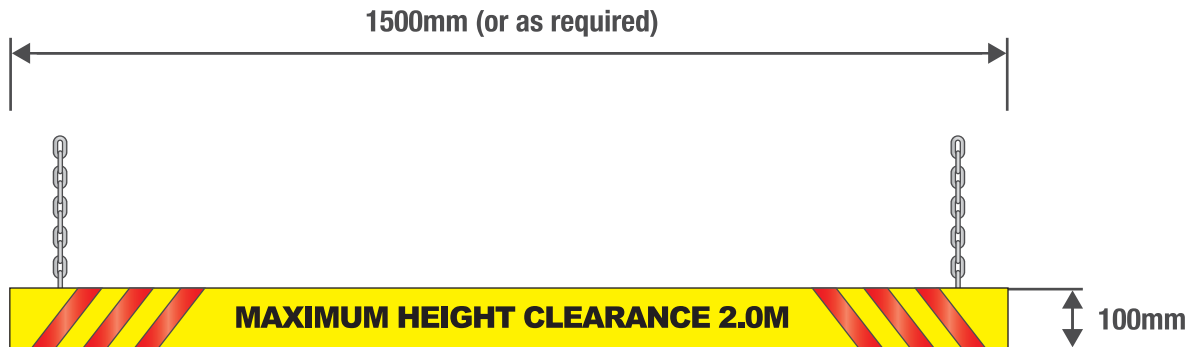 1500mm (or as required)
MAXIMUM HEIGHT CLEARANCE 2.0M
100mm